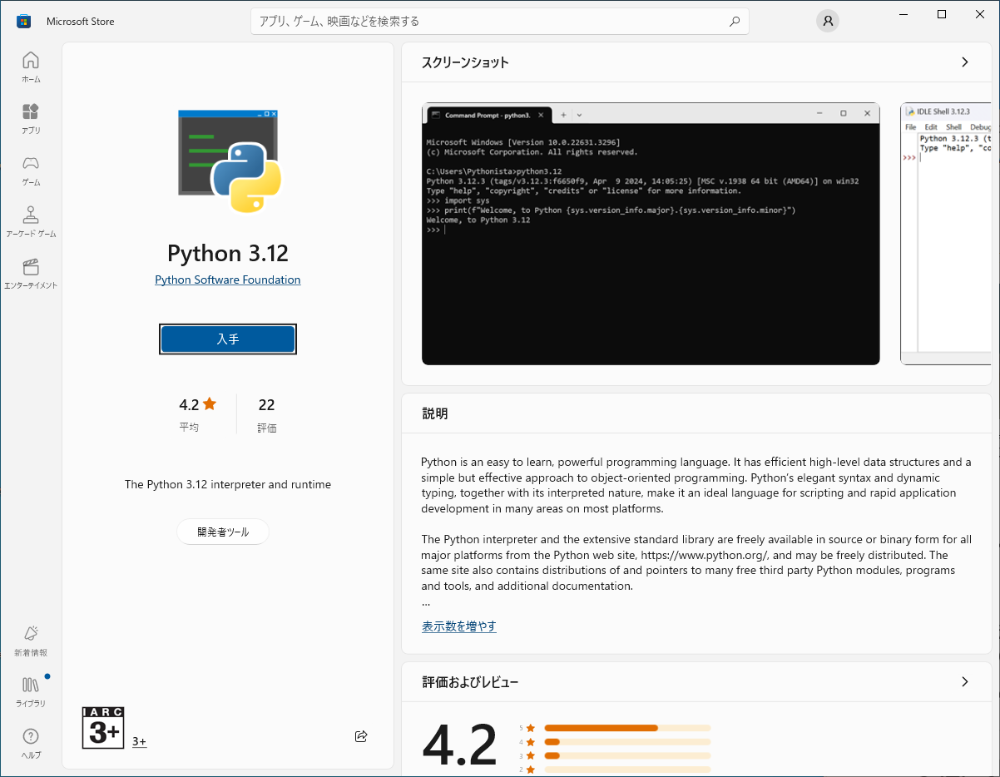 Microsoft Store
アプリ、ゲーム、映画などを検索する
ホーム
アプリ
ゲーム
アーケード ゲーム
エンターテイメント
新着情報
ライブラリ
ヘルプ
Python 3.12
Python Software Foundation
入手
4.2
平均
22
評価
The Python 3.12 interpreter and runtime
開発者ツール
IARC
3+
3+
スクリーンショット
Command Prompt - python3.
Microsoft Windows [Version 10.0.22631.3296]
(c) Microsoft Corporation. All rights reserved.
C:\Users\Pythonista>python3.12
Python 3.12.3 (tags/v3.12.3:f6650f9, Apr  9 2024, 14:05:25) [MSC v.1938 64 bit (AMD64)] on win32
Type "help", "copyright", "credits" or "license" for more information.
>>> import sys
>>> print(f"Welcome, to Python {sys.version_info.major}.{sys.version_info.minor}")
Welcome, to Python 3.12
>>>
IDLE Shell 3.12.3
File Edit Shell Debug
Python 3.12.3 (t
Type "help", "co
>>>
説明
Python is an easy to learn, powerful programming language. It has efficient high-level data structures and a
simple but effective approach to object-oriented programming. Python’s elegant syntax and dynamic
typing, together with its interpreted nature, make it an ideal language for scripting and rapid application
development in many areas on most platforms.
The Python interpreter and the extensive standard library are freely available in source or binary form for all
major platforms from the Python web site, https://www.python.org/, and may be freely distributed. The
same site also contains distributions of and pointers to many free third party Python modules, programs
and tools, and additional documentation.
...
表示数を増やす
評価およびレビュー
4.2
5
4
3
2